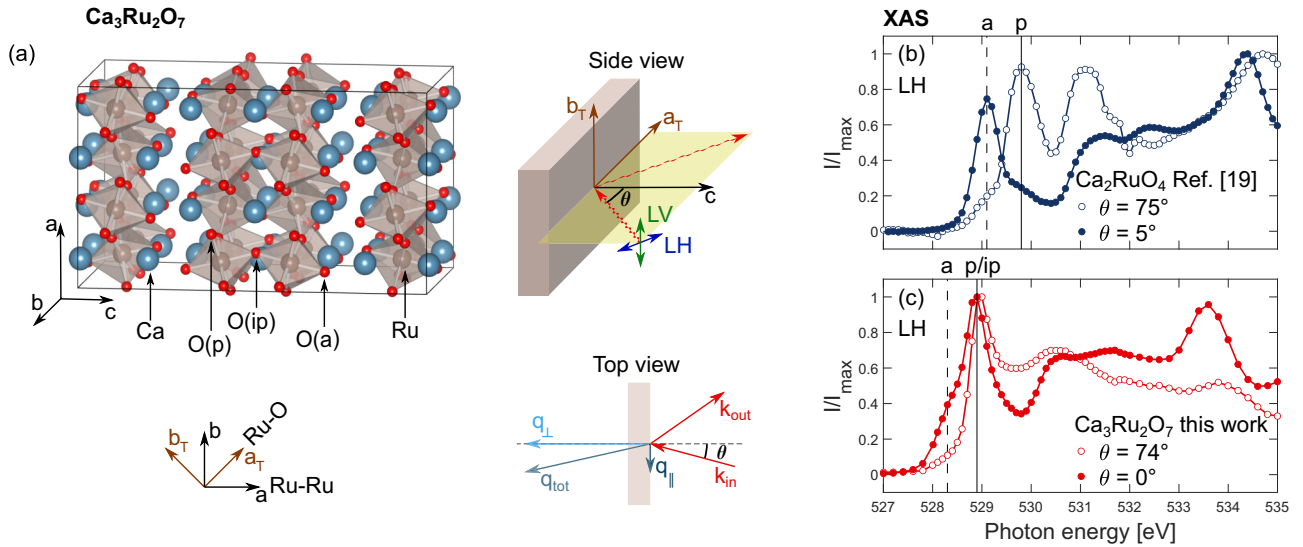 Ca3Ru2O7
(a)
a
b
c
Ca
O(p)
O(ip)
O(a)
Ru
b
bT
aT
Ru-O
a
Ru-Ru
Side view
bT
aT
c
θ
LV
LH
Top view
q⊥
qtot
q∥
kout
kin
θ
XAS
a
p
(b)
LH
I/Imax
1
0.8
0.6
0.4
0.2
0
Ca2RuO4 Ref. [19]
θ = 75°
θ = 5°
a
p/ip
(c)
LH
I/Imax
1
0.8
0.6
0.4
0.2
0
Ca3Ru2O7 this work
θ = 74°
θ = 0°
527 528 529 530 531 532 533 534 535
Photon energy [eV]